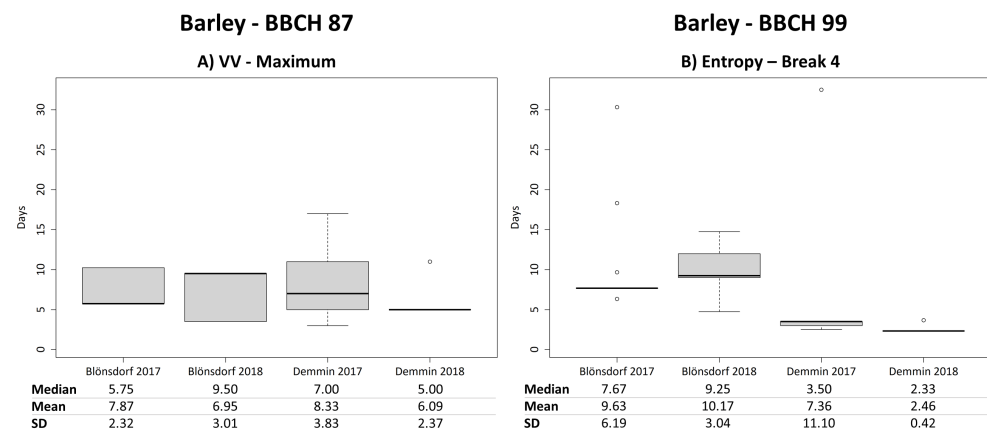 Barley - BBCH 87
A) VV - Maximum
Days
30
25
20
15
10
5
0
Blönsdorf 2017 Blönsdorf 2018 Demmin 2017 Demmin 2018
Median 5.75 9.50 7.00 5.00
Mean 7.87 6.95 8.33 6.09
SD 2.32 3.01 3.83 2.37
Barley - BBCH 99
B) Entropy – Break 4
Days
30
25
20
15
10
5
0
Blönsdorf 2017 Blönsdorf 2018 Demmin 2017 Demmin 2018
Median 7.67 9.25 3.50 2.33
Mean 9.63 10.17 7.36 2.46
SD 6.19 3.04 11.10 0.42